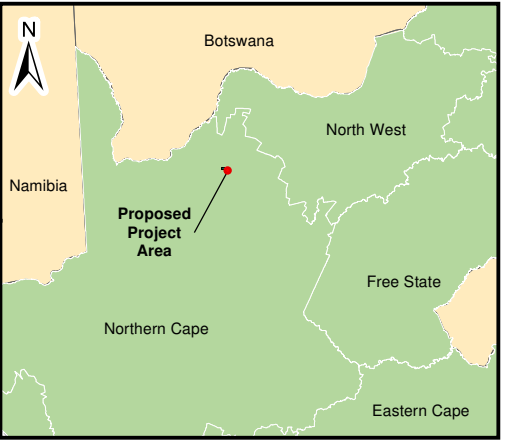 N
Botswana
North West
Namibia
Proposed
Project
Area
Free State
Northern Cape
Eastern Cape